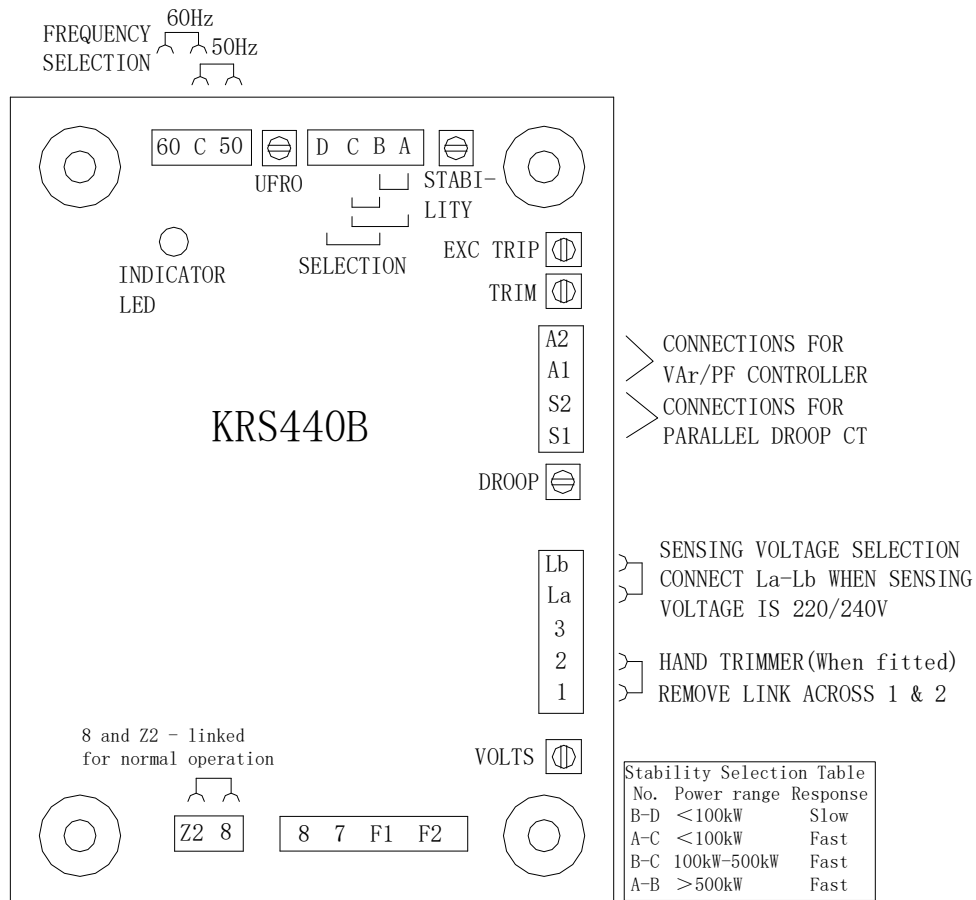 60Hz
FREQUENCY
SELECTION
50Hz
60 C 50
D C B A
UFRO
STABI-
LITY
SELECTION
INDICATOR
LED
EXC TRIP
TRIM
A2
A1
S2
S1
CONNECTIONS FOR
VAr/PF CONTROLLER
CONNECTIONS FOR
PARALLEL DROOP CT
KRS440B
DROOP
Lb
La
3
2
1
SENSING VOLTAGE SELECTION
CONNECT La-Lb WHEN SENSING
VOLTAGE IS 220/240V
HAND TRIMMER(When fitted)
REMOVE LINK ACROSS 1 & 2
8 and Z2 - linked
for normal operation
VOLTS
Z2 8
8 7 F1 F2
Stability Selection Table
No. Power range Response
B-D <100kW Slow
A-C <100kW Fast
B-C 100kW-500kW Fast
A-B >500kW Fast